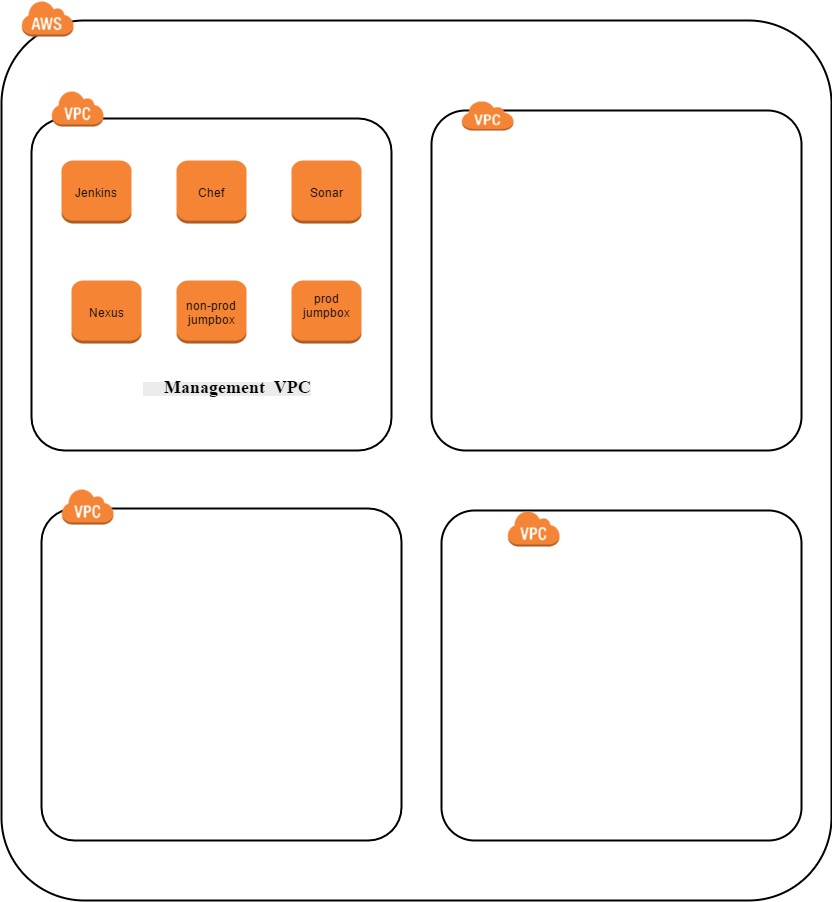 AWS
VPC
VPC
Jenkins
Chef
Sonar
Nexus
non-prod
jumpbox
prod
jumpbox
Management VPC
VPC
VPC